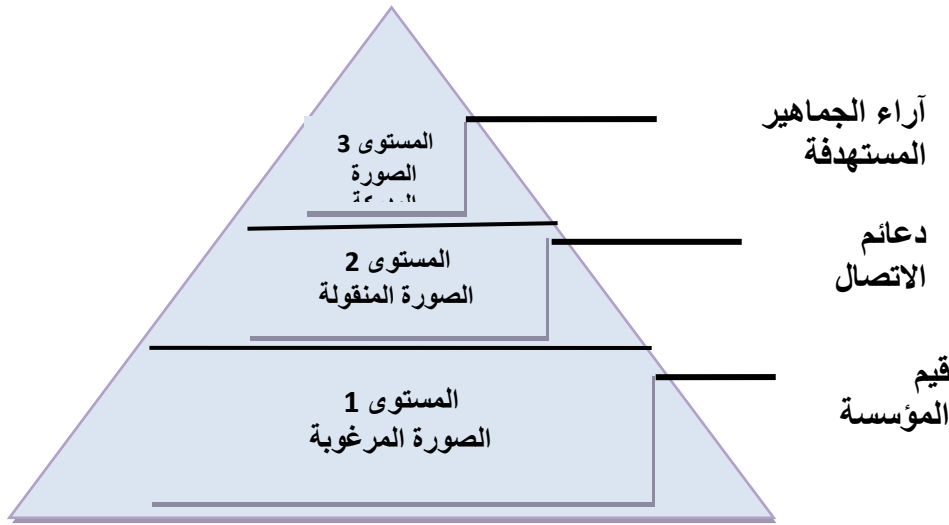 آراء الجماهير
المستهدفة
المستوى 3
الصورة
دعائم
الاتصال
المستوى 2
الصورة المنقولة
قيم
المؤسسة
المستوى 1
الصورة المرغوبة